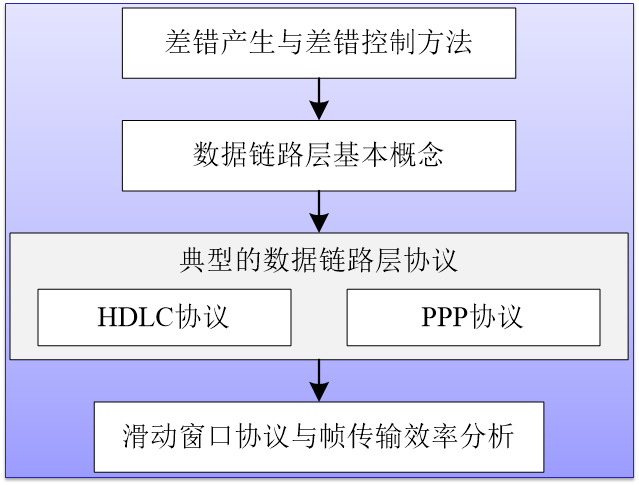 差错产生与差错控制方法
数据链路层基本概念
典型的数据链路层协议
HDLC协议
PPP协议
滑动窗口协议与帧传输效率分析